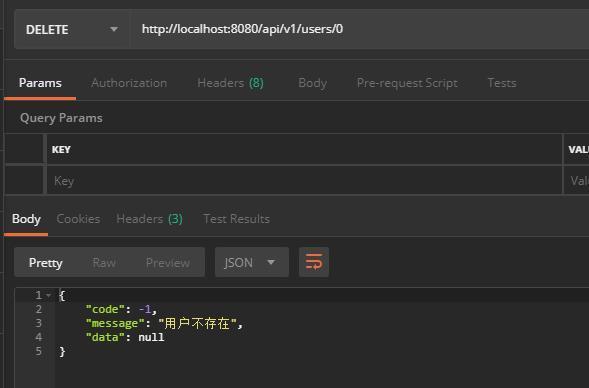 DELETE http://localhost:8080/api/v1/users/0
Params Authorization Headers (8) Body Pre-request Script Tests
Query Params
KEY VALU
Key Val
Body Cookies Headers (3) Test Results
Pretty Raw Preview JSON
1 {
2 "code": -1,
3 "message": "用户不存在",
4 "data": null
5 }